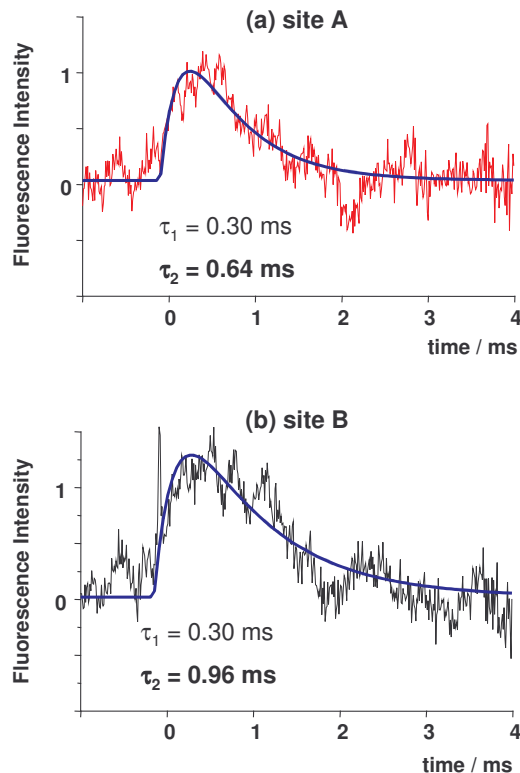 (a) site A
Fluorescence Intensity
1
0
τ₁ = 0.30 ms
τ₂ = 0.64 ms
0 1 2 3 4
time / ms
(b) site B
Fluorescence Intensity
1
0
τ₁ = 0.30 ms
τ₂ = 0.96 ms
0 1 2 3 4
time / ms